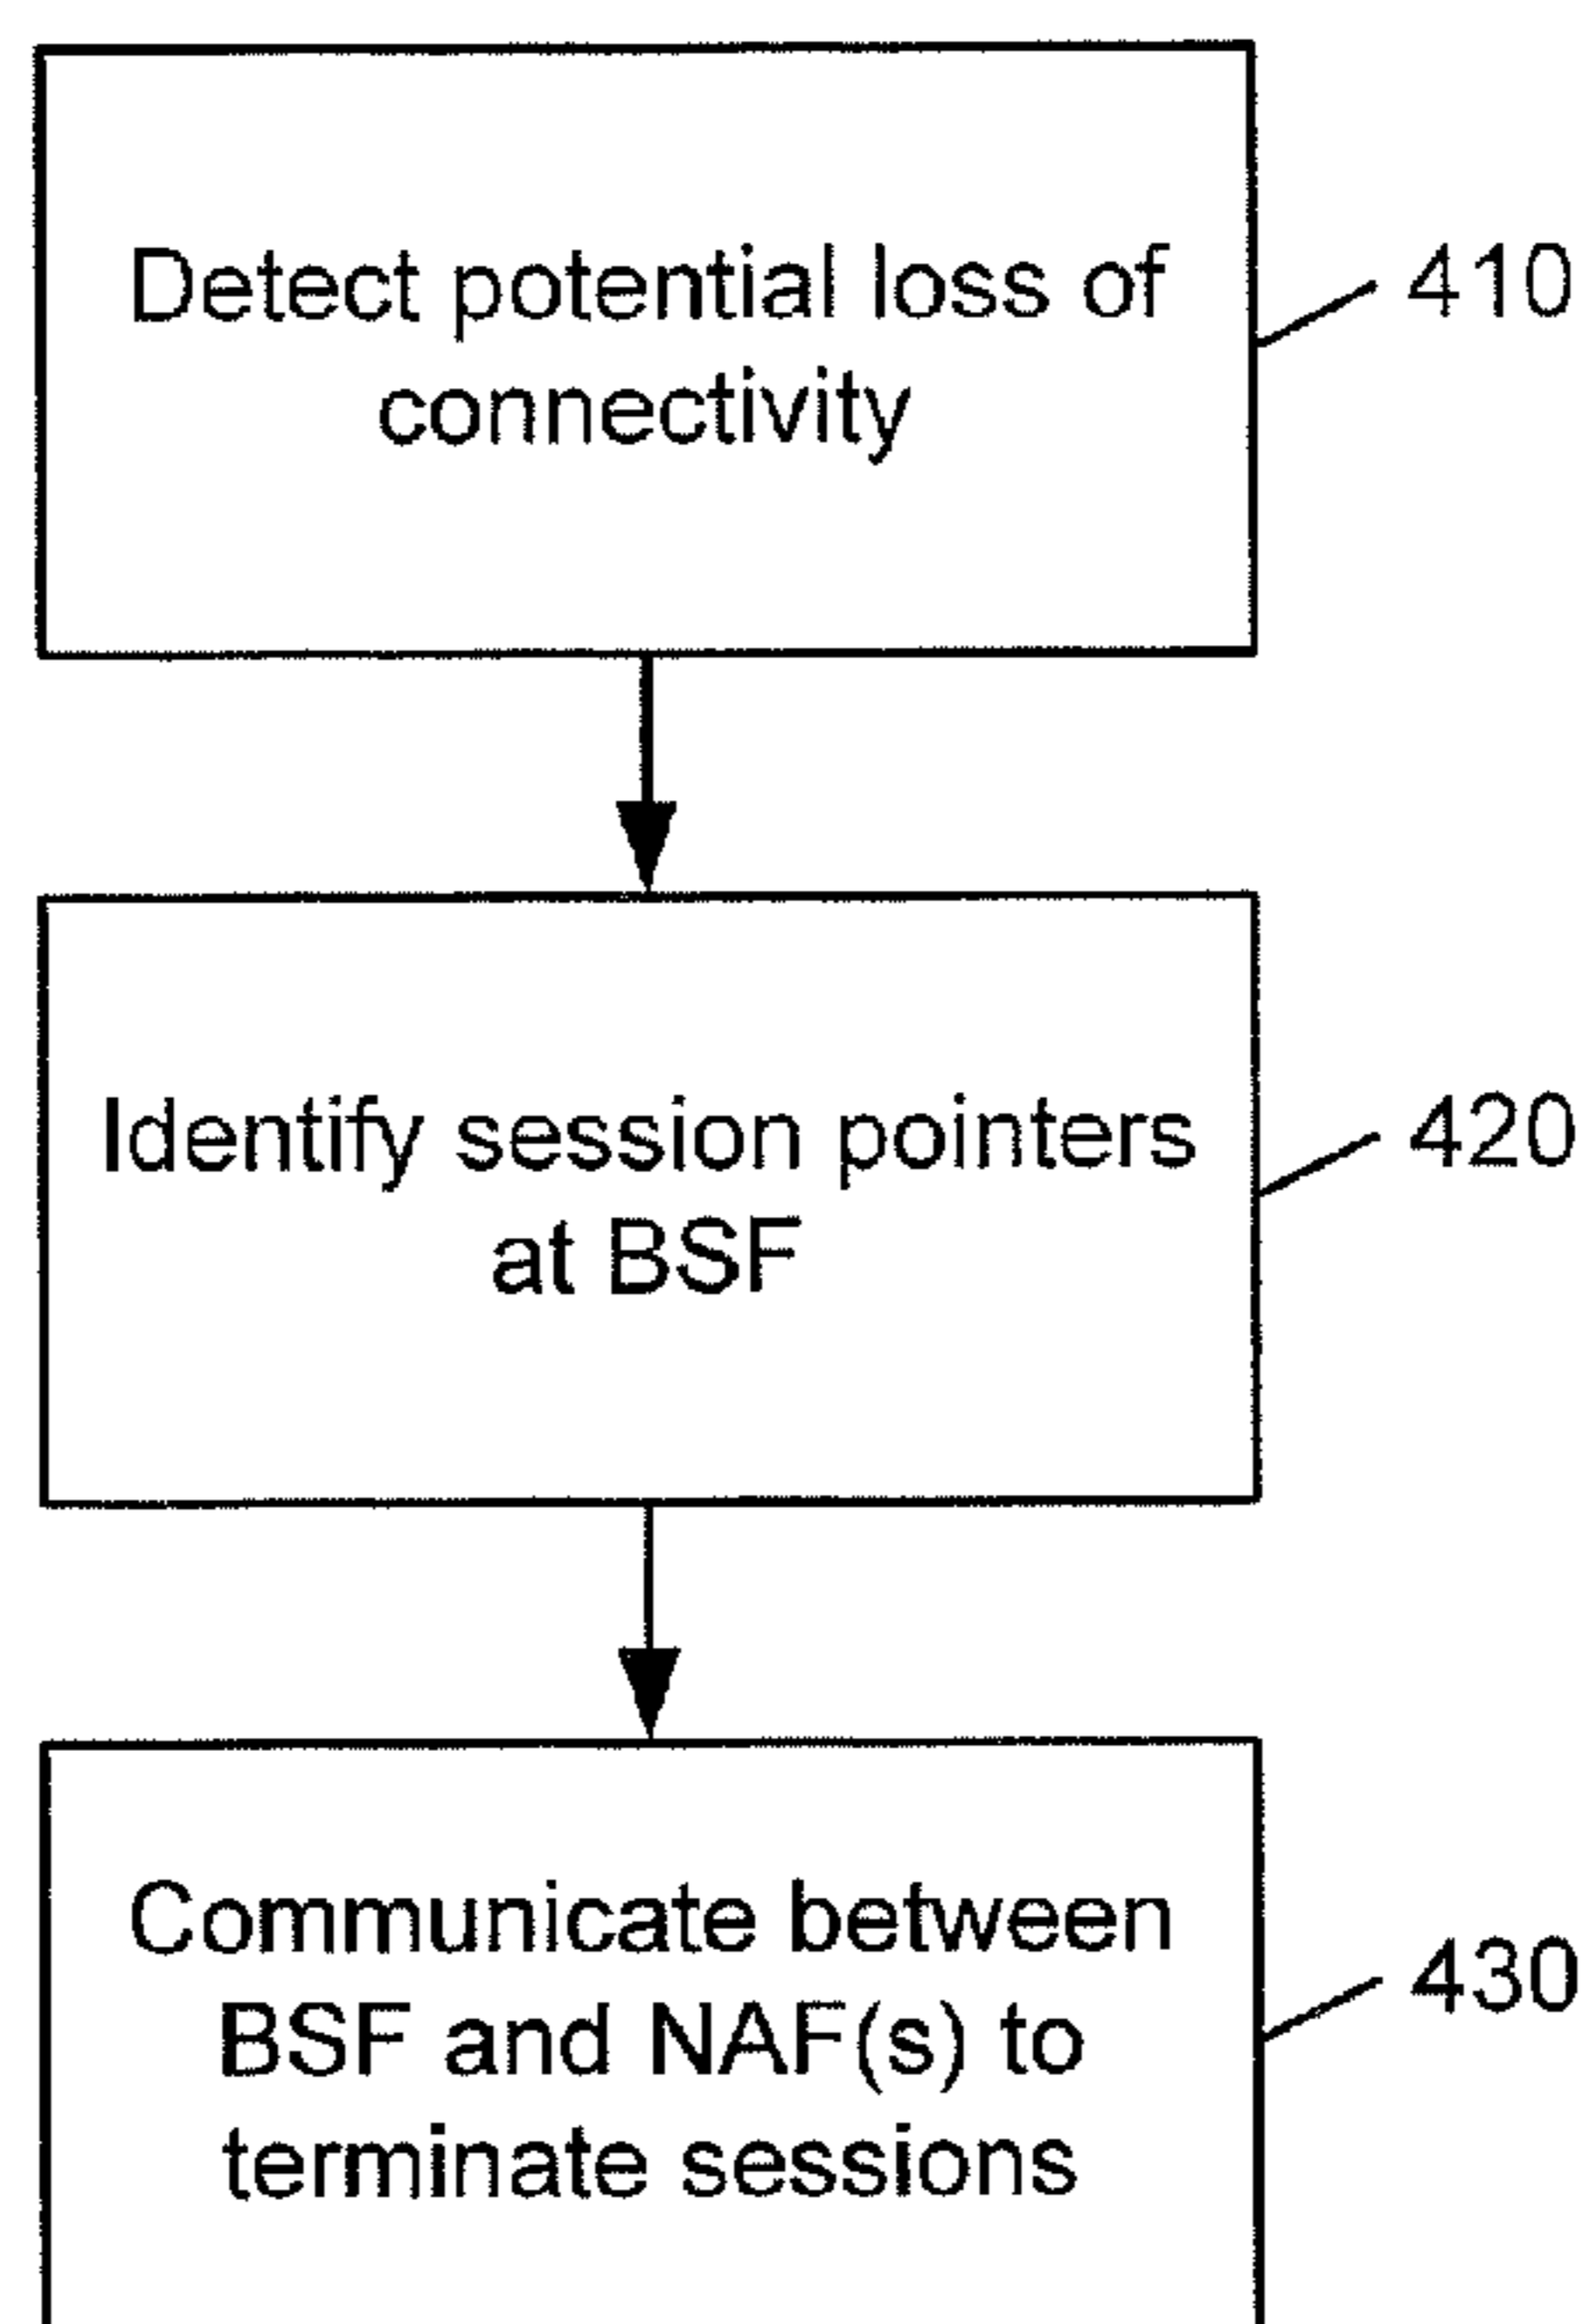 Detect potential loss of
connectivity
410
Identify session pointers
at BSF
420
Communicate between
BSF and NAF(s) to
terminate sessions
430